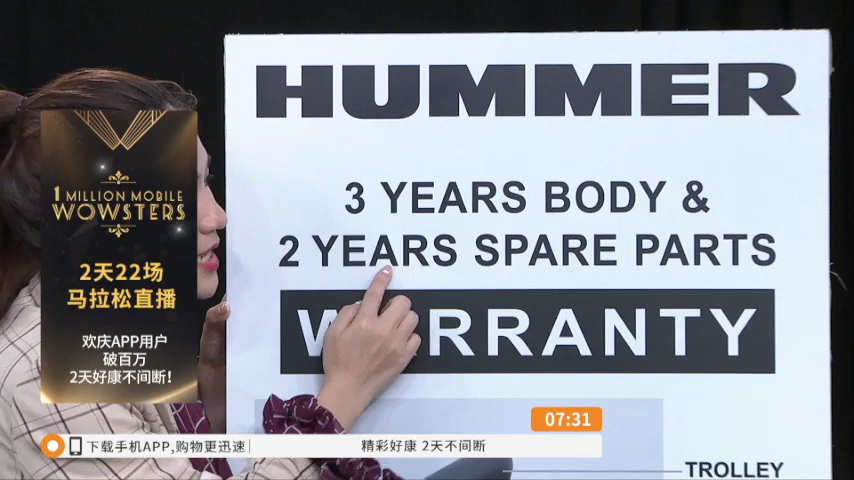 HUMMER
3 YEARS BODY &
2 YEARS SPARE PARTS
WARRANTY
TROLLEY
1 MILLION MOBILE
WOWSTERS
2天22场
马拉松直播
欢庆APP用户
破百万
2天好康不间断!
07:31
下载手机APP,购物更迅速
精彩好康 2天不间断